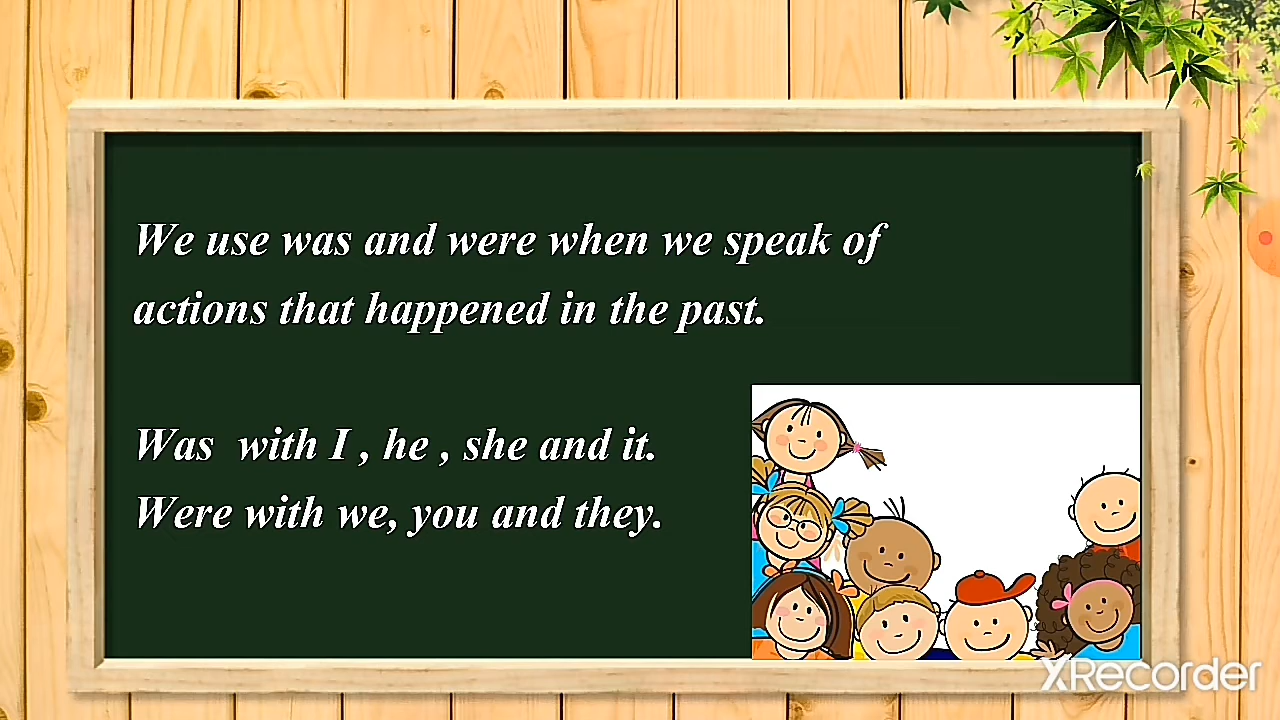 We use was and were when we speak of
actions that happened in the past.
Was with I , he , she and it.
Were with we, you and they.
XRecorder